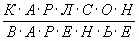 К · А · Р · Л · С · О · Н
В · А · Р · Е · Н · Ь · Е